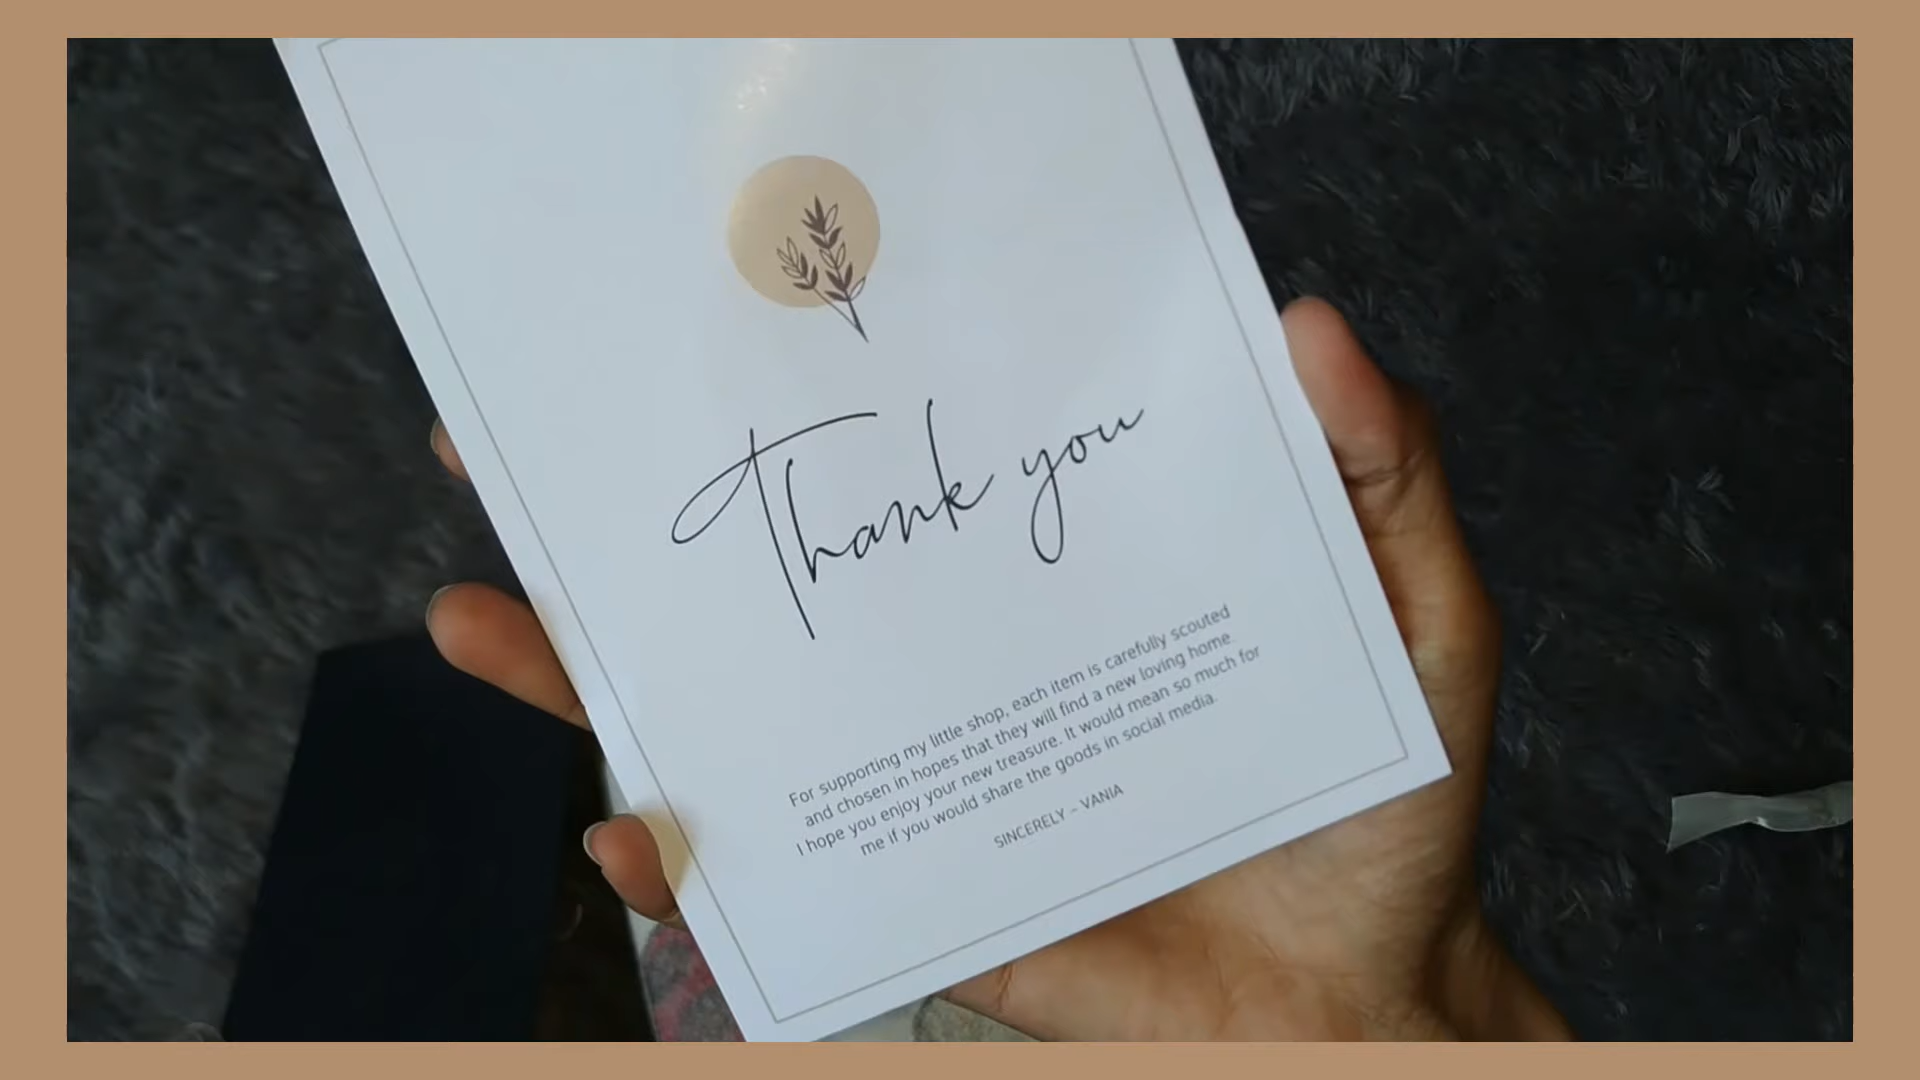 Thank you
For supporting my little shop, each item is carefully scouted
and chosen in hopes that they will find a new loving home.
I hope you enjoy your new treasure. It would mean so much for
me if you would share the goods in social media.
SINCERELY – VANIA